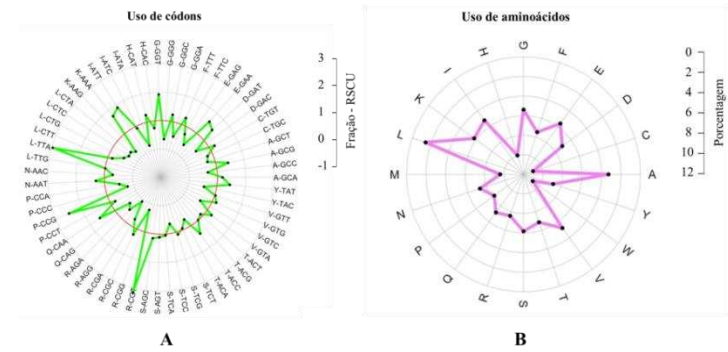 Uso de códons
Uso de aminoácidos
G-GGT
G-GGG
G-GGC
G-GGA
F-TTT
F-TTC
E-GAG
E-GAA
D-GAT
D-GAC
C-TGT
C-TGC
A-GCT
A-GCG
A-GCC
A-GCA
Y-TAT
Y-TAC
V-GTT
V-GTG
V-GTC
V-GTA
T-ACT
T-ACG
T-ACC
T-ACA
S-TCT
S-TCG
S-TCC
S-TCA
S-AGT
S-AGC
R-CGG
R-CGC
R-CGA
R-AGG
R-AGA
Q-CAG
Q-CAA
P-CCT
P-CCG
P-CCC
P-CCA
N-AAT
N-AAC
L-TTG
L-TTA
L-CTT
L-CTG
L-CTC
L-CTA
K-AAG
K-AAA
I-ATT
I-ATC
I-ATA
H-CAT
H-CAC
3
2
1
0
-1
Fração - RSCU
G
F
E
D
C
A
Y
W
V
T
S
R
Q
P
N
M
L
K
I
H
0
2
4
6
8
10
12
Porcentagem
A
B